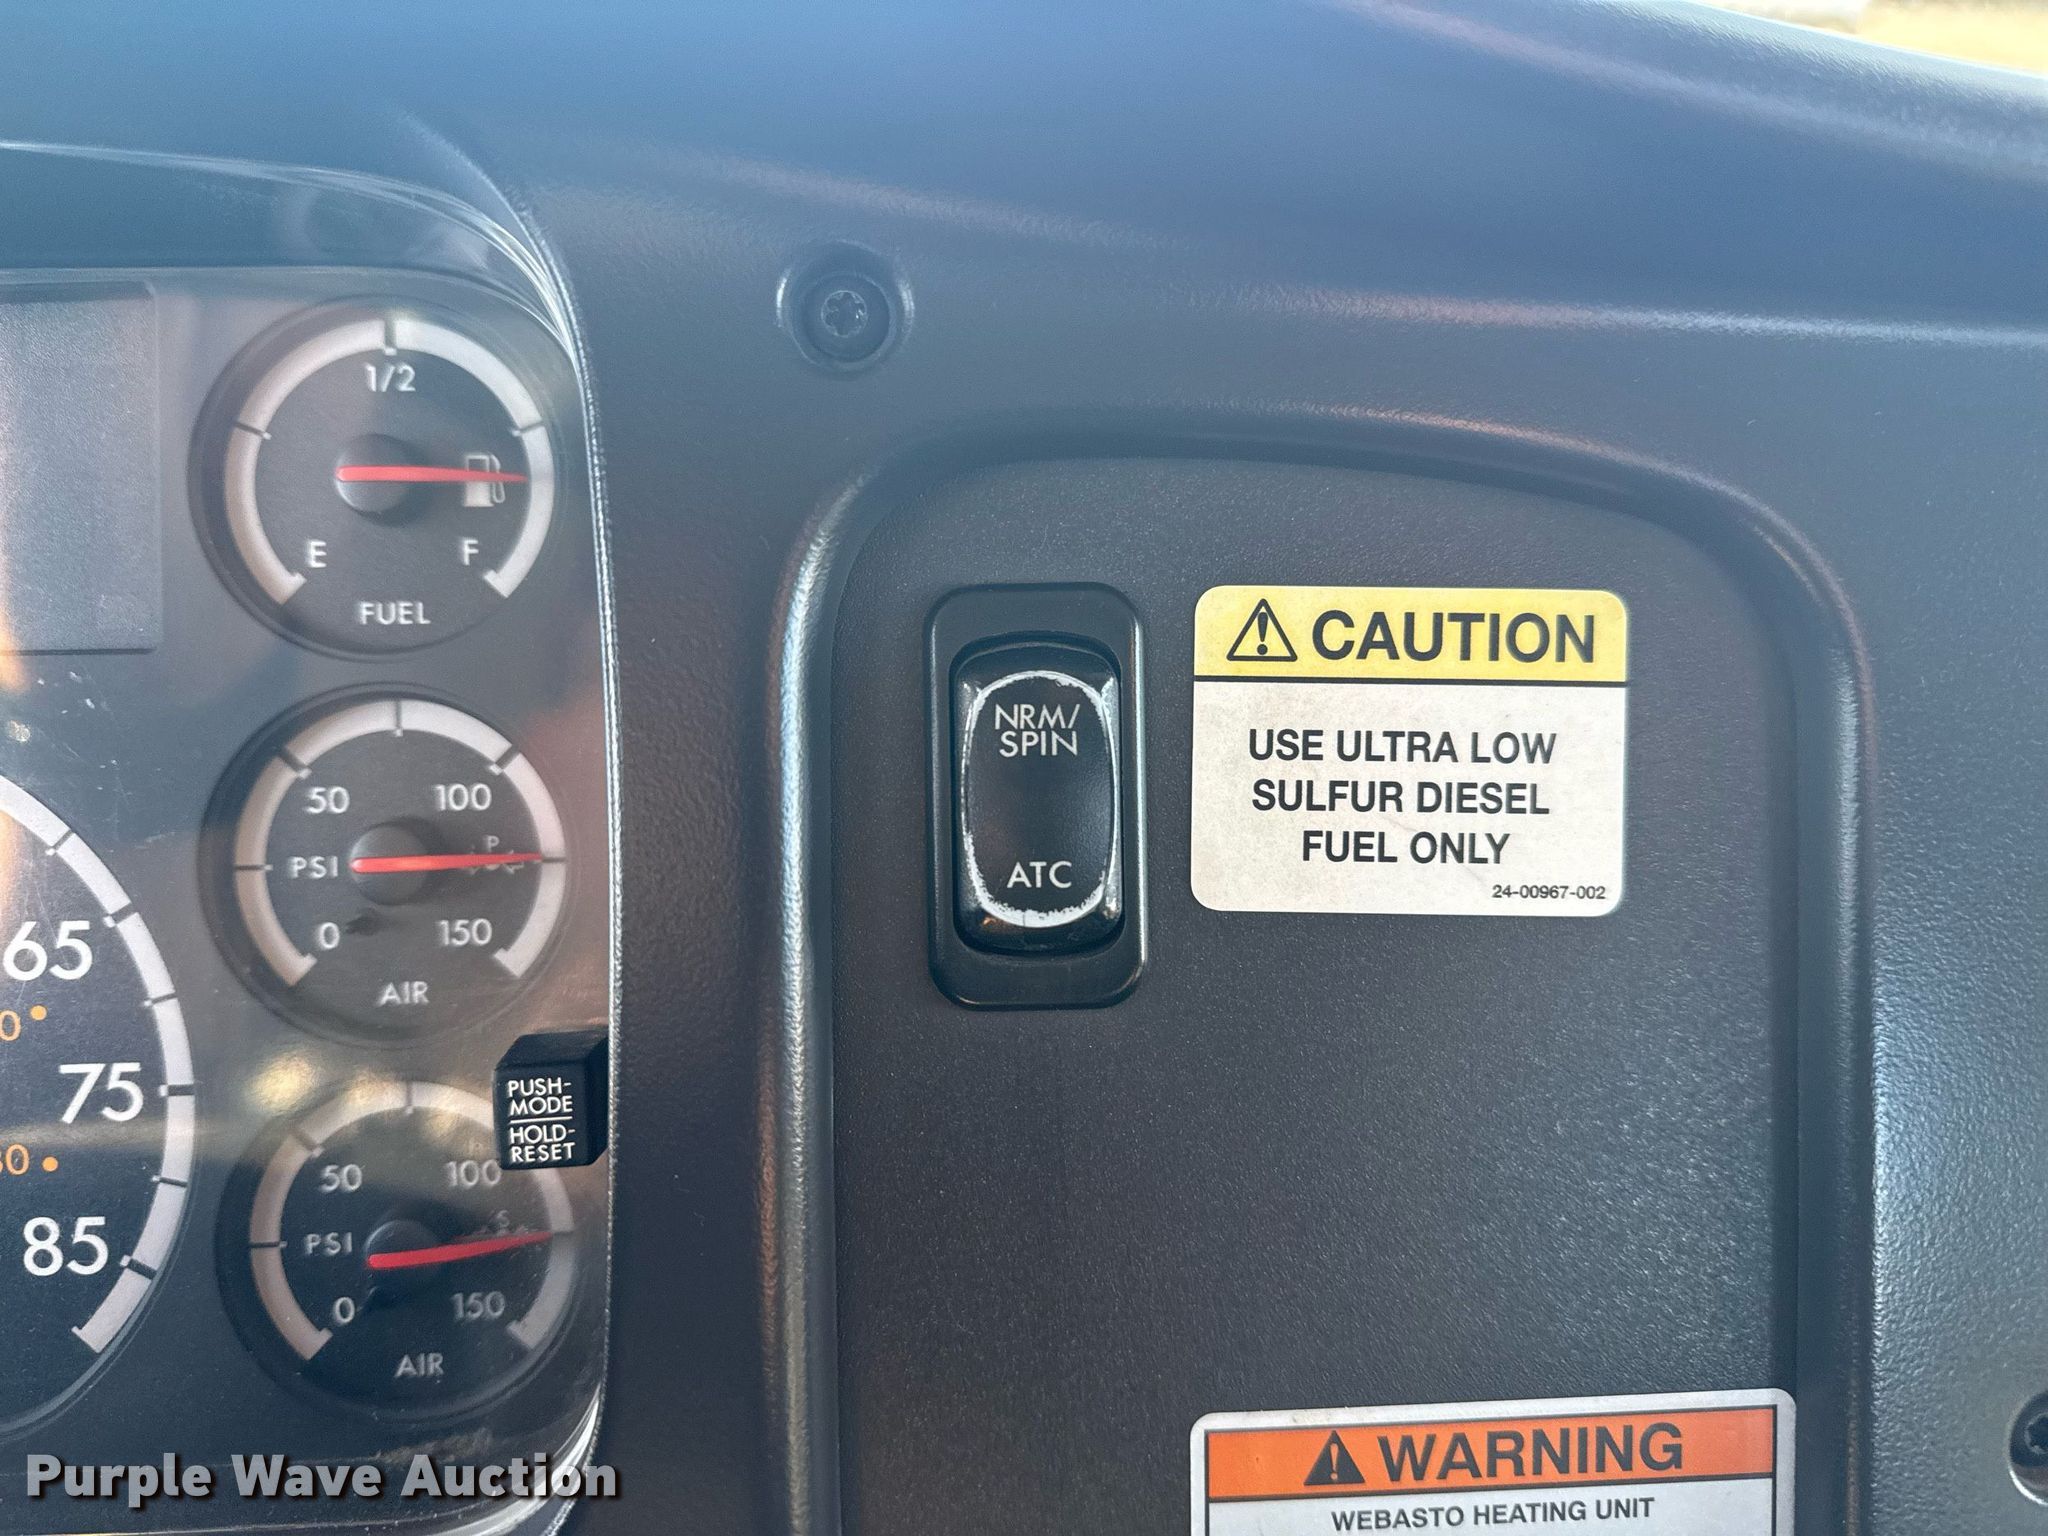 1/2
E F
FUEL
50 100
PSI P
0 150
AIR
65
75
85
PUSH-
MODE
HOLD-
RESET
50 100
PSI S
0 150
AIR
NRM/
SPIN
ATC
CAUTION
USE ULTRA LOW
SULFUR DIESEL
FUEL ONLY
24-00967-002
WARNING
WEBASTO HEATING UNIT
Purple Wave Auction